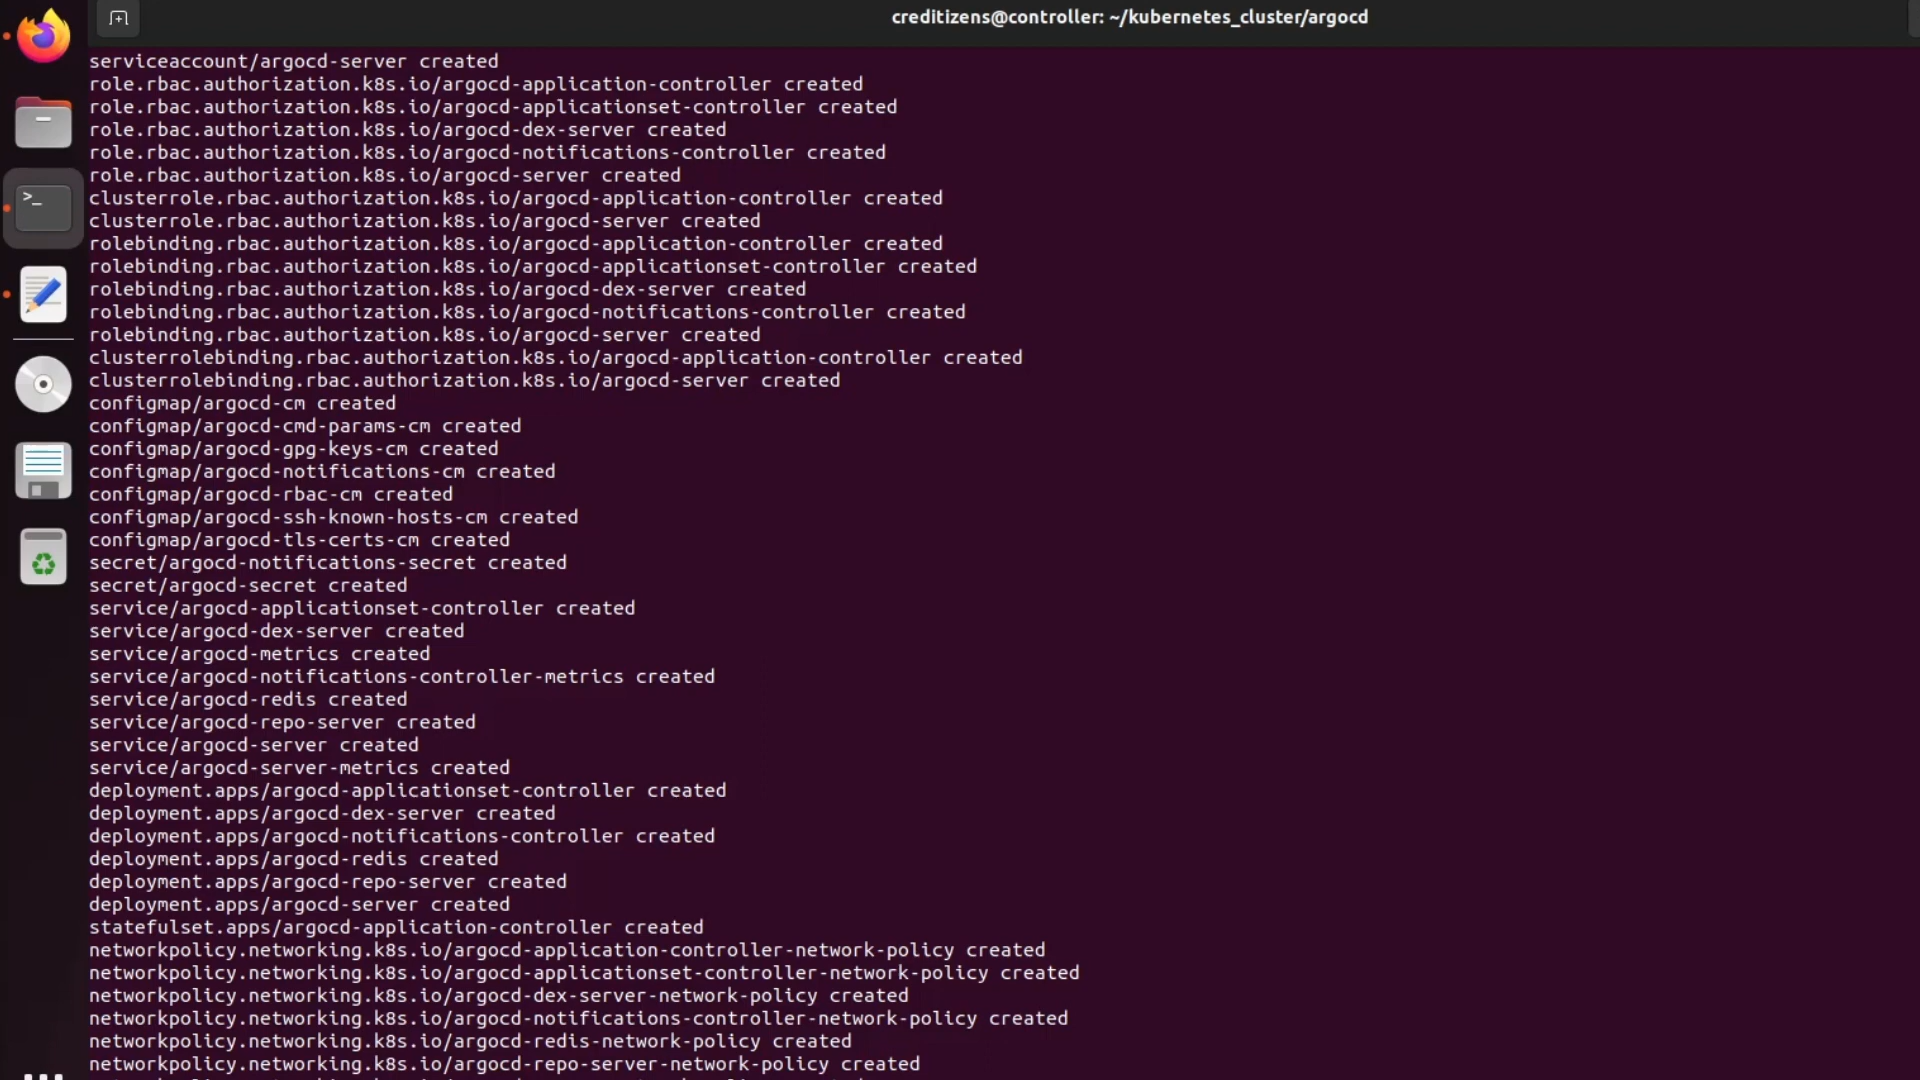 creditizens@controller: ~/kubernetes_cluster/argocd
serviceaccount/argocd-server created
role.rbac.authorization.k8s.io/argocd-application-controller created
role.rbac.authorization.k8s.io/argocd-applicationset-controller created
role.rbac.authorization.k8s.io/argocd-dex-server created
role.rbac.authorization.k8s.io/argocd-notifications-controller created
role.rbac.authorization.k8s.io/argocd-server created
clusterrole.rbac.authorization.k8s.io/argocd-application-controller created
clusterrole.rbac.authorization.k8s.io/argocd-server created
rolebinding.rbac.authorization.k8s.io/argocd-application-controller created
rolebinding.rbac.authorization.k8s.io/argocd-applicationset-controller created
rolebinding.rbac.authorization.k8s.io/argocd-dex-server created
rolebinding.rbac.authorization.k8s.io/argocd-notifications-controller created
rolebinding.rbac.authorization.k8s.io/argocd-server created
clusterrolebinding.rbac.authorization.k8s.io/argocd-application-controller created
clusterrolebinding.rbac.authorization.k8s.io/argocd-server created
configmap/argocd-cm created
configmap/argocd-cmd-params-cm created
configmap/argocd-gpg-keys-cm created
configmap/argocd-notifications-cm created
configmap/argocd-rbac-cm created
configmap/argocd-ssh-known-hosts-cm created
configmap/argocd-tls-certs-cm created
secret/argocd-notifications-secret created
secret/argocd-secret created
service/argocd-applicationset-controller created
service/argocd-dex-server created
service/argocd-metrics created
service/argocd-notifications-controller-metrics created
service/argocd-redis created
service/argocd-repo-server created
service/argocd-server created
service/argocd-server-metrics created
deployment.apps/argocd-applicationset-controller created
deployment.apps/argocd-dex-server created
deployment.apps/argocd-notifications-controller created
deployment.apps/argocd-redis created
deployment.apps/argocd-repo-server created
deployment.apps/argocd-server created
statefulset.apps/argocd-application-controller created
networkpolicy.networking.k8s.io/argocd-application-controller-network-policy created
networkpolicy.networking.k8s.io/argocd-applicationset-controller-network-policy created
networkpolicy.networking.k8s.io/argocd-dex-server-network-policy created
networkpolicy.networking.k8s.io/argocd-notifications-controller-network-policy created
networkpolicy.networking.k8s.io/argocd-redis-network-policy created
networkpolicy.networking.k8s.io/argocd-repo-server-network-policy created